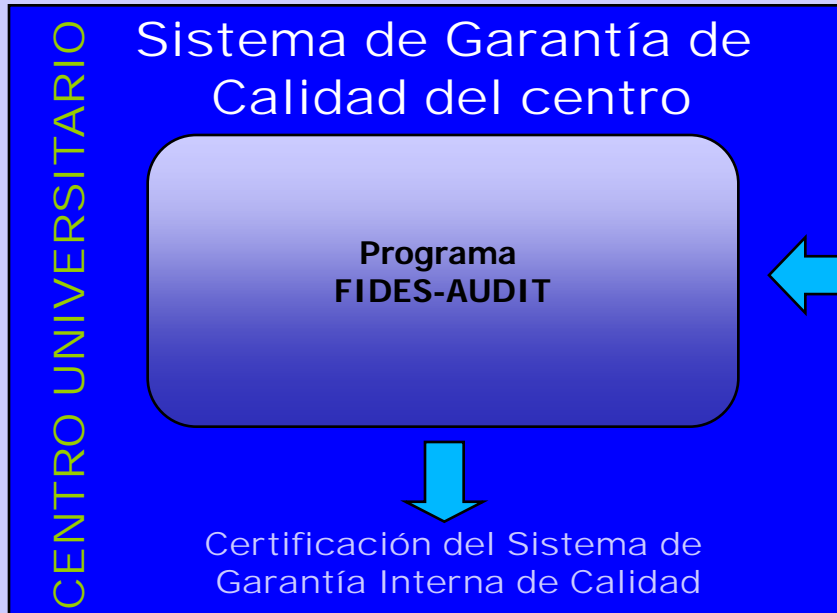 CENTRO UNIVERSITARIO
Sistema de Garantía de
Calidad del centro
Programa
FIDES-AUDIT
Certificación del Sistema de
Garantía Interna de Calidad